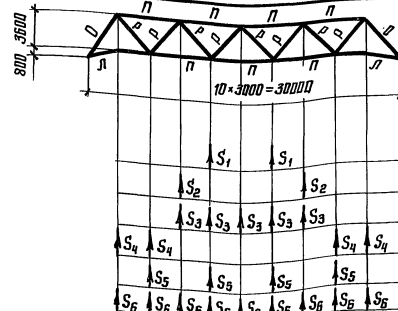 П П П П
О Р Р Р Р Р Р Р Р О
3600
800
Л П П Л
10×3000=30000
S1 S1
S2 S2
S3 S3 S3 S3 S3
S4 S4 S4 S4
S5 S5 S5 S5
S6 S6 S6 S6 S6 S6 S6 S6 S6